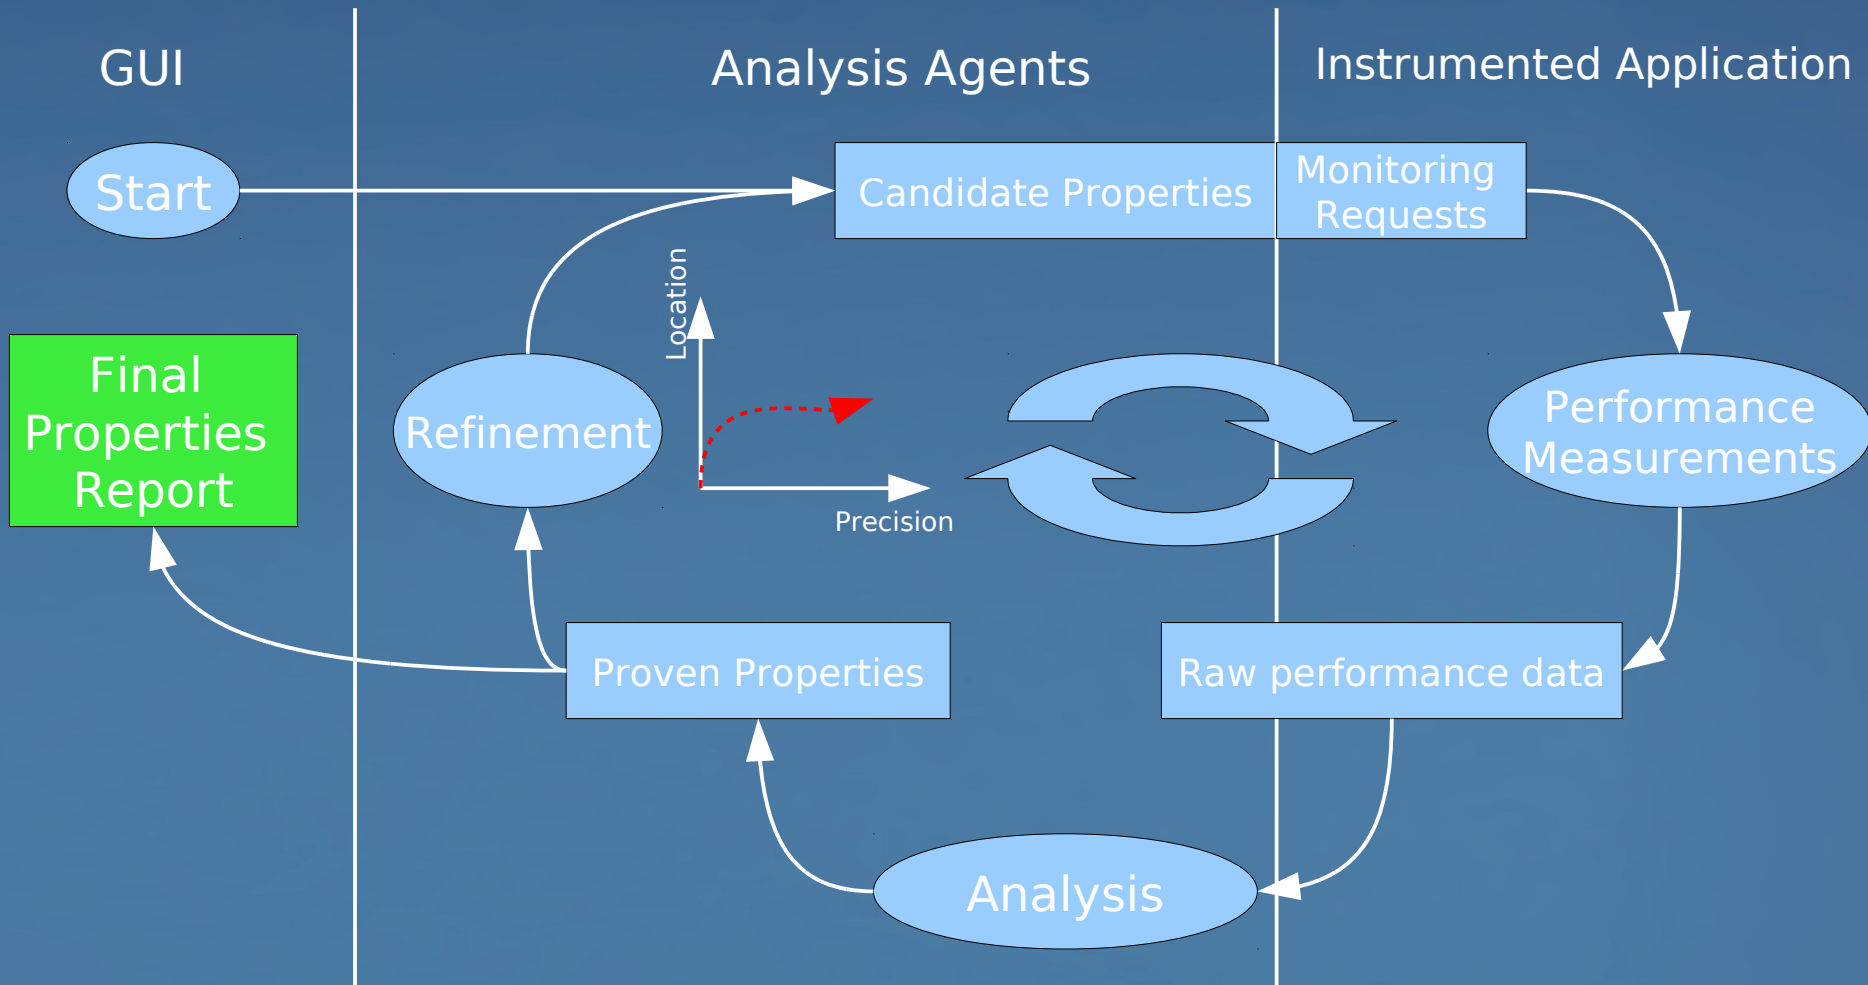 GUI
Analysis Agents
Instrumented Application
Start
Candidate Properties
Monitoring
Requests
Location
Final
Properties
Report
Refinement
Performance
Measurements
Precision
Proven Properties
Raw performance data
Analysis